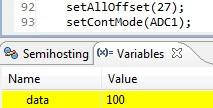 92 setAllOffset(27);
93 setContMode(ADC1);
Semihosting (x)= Variables
Name Value
data 100